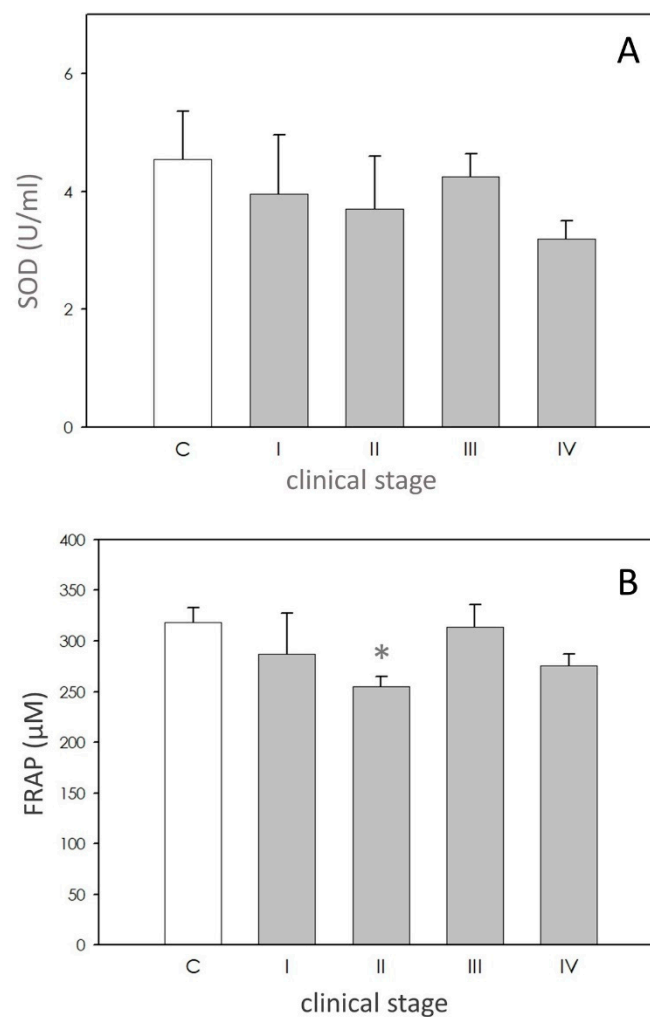 A
6
4
2
0
SOD (U/ml)
C I II III IV
clinical stage
B
400
350
300
250
200
150
100
50
0
FRAP (µM)
*
C I II III IV
clinical stage